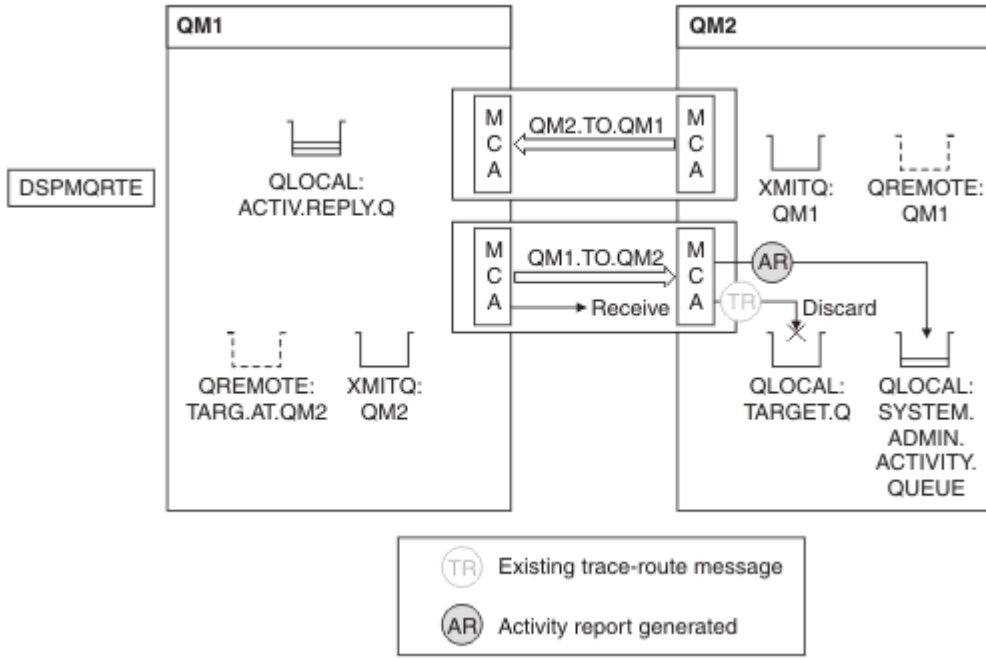 QM1
QM2
M
C
A
QM2.TO.QM1
M
C
A
DSPMQRTE
QLOCAL:
ACTIV.REPLY.Q
XMITQ:
QM1
QREMOTE:
QM1
M
C
A
QM1.TO.QM2
Receive
M
C
A
AR
TR
Discard
QREMOTE:
TARG.AT.QM2
XMITQ:
QM2
QLOCAL:
TARGET.Q
QLOCAL:
SYSTEM.
ADMIN.
ACTIVITY.
QUEUE
TR Existing trace-route message
AR Activity report generated